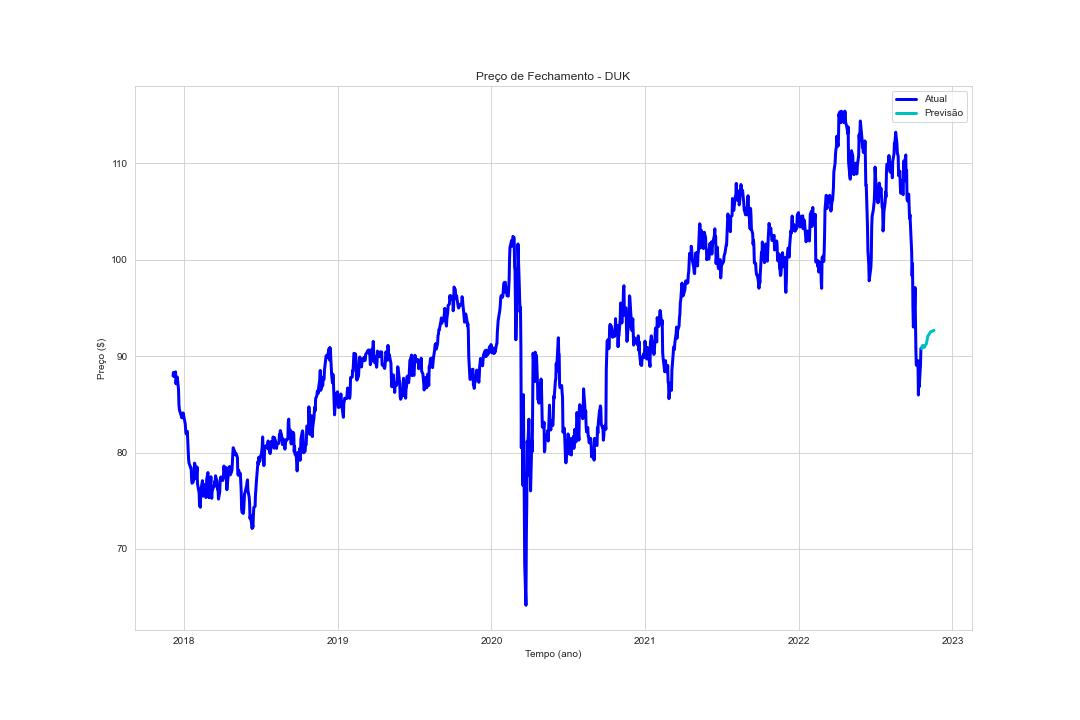 Preço de Fechamento - DUK
Atual
Previsão
Preço ($)
110
100
90
80
70
2018 2019 2020 2021 2022 2023
Tempo (ano)